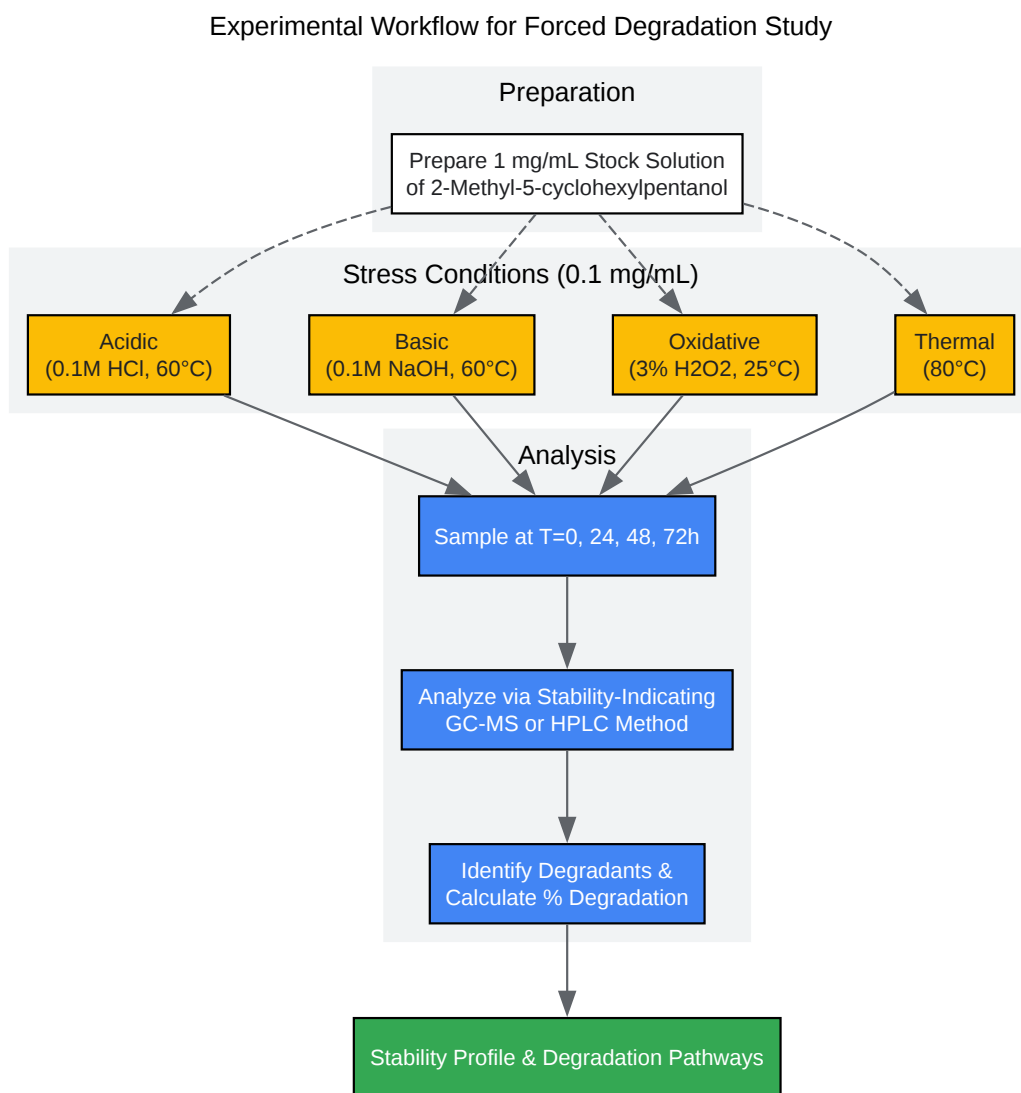 Experimental Workflow for Forced Degradation Study
Preparation
Prepare 1 mg/mL Stock Solution
of 2-Methyl-5-cyclohexylpentanol
Stress Conditions (0.1 mg/mL)
Acidic
(0.1M HCl, 60°C)
Basic
(0.1M NaOH, 60°C)
Oxidative
(3% H2O2, 25°C)
Thermal
(80°C)
Analysis
Sample at T=0, 24, 48, 72h
Analyze via Stability-Indicating
GC-MS or HPLC Method
Identify Degradants &
Calculate % Degradation
Stability Profile & Degradation Pathways